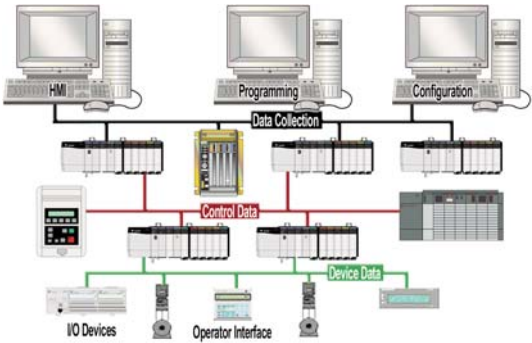 HMI
Programming
Configuration
Data Collection
Control Data
Device Data
I/O Devices
Operator Interface